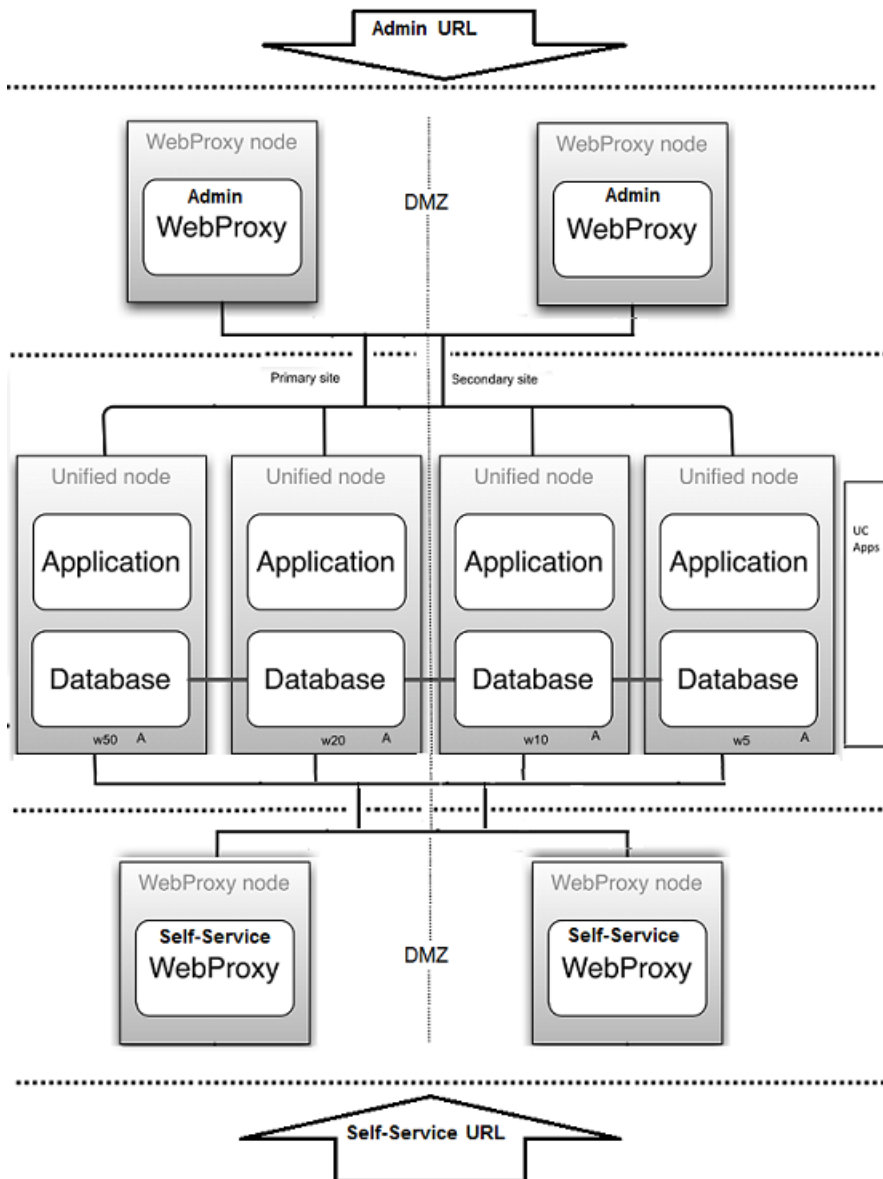 Admin URL
WebProxy node
Admin
WebProxy
DMZ
WebProxy node
Admin
WebProxy
Primary site
Secondary site
Unified node
Application
Database
w50 A
Unified node
Application
Database
w20 A
Unified node
Application
Database
w10 A
Unified node
Application
Database
w5 A
UC
Apps
WebProxy node
Self-Service
WebProxy
DMZ
WebProxy node
Self-Service
WebProxy
Self-Service URL